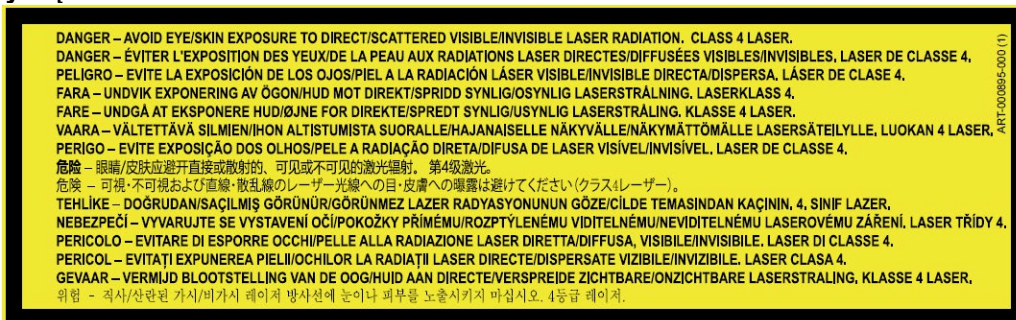 DANGER – AVOID EYE/SKIN EXPOSURE TO DIRECT/SCATTERED VISIBLE/INVISIBLE LASER RADIATION. CLASS 4 LASER.
DANGER – ÉVITER L'EXPOSITION DES YEUX/DE LA PEAU AUX RADIATIONS LASER DIRECTES/DIFFUSÉES VISIBLES/INVISIBLES, LASER DE CLASSE 4.
PELIGRO – EVITE LA EXPOSICIÓN DE LOS OJOS/PIEL A LA RADIACIÓN LÁSER VISIBLE/INVISIBLE DIRECTA/DISPERSA. LÁSER DE CLASE 4.
FARA – UNDVIK EXPONERING AV ÖGON/HUD MOT DIREKT/SPRIDD SYNLIG/OSYNLIG LASERSTRÅLNING. LASERKLASS 4.
FARE – UNDGÅ AT EKSPONERE HUD/ØJNE FOR DIREKTE/SPREDT SYNLIG/USYNLIG LASERSTRÅLING. KLASSE 4 LASER.
VAARA – VÄLTETTÄVÄ SILMIEN/IHON ALTISTUMISTA SUORALLE/HAJANAISELLE NÄKYVÄLLE/NÄKYMÄTTÖMÄLLE LASERSÄTEILYLLE, LUOKAN 4 LASER.
PERIGO – EVITE EXPOSIÇÃO DOS OLHOS/PELE A RADIAÇÃO DIRETA/DIFUSA DE LASER VISÍVEL/INVISÍVEL. LASER DE CLASSE 4.
危险 – 眼睛/皮肤应避开直接或散射的、可见或不可见的激光辐射。 第4级激光。
危険 – 可視・不可視および直線・散乱線のレーザー光線への目・皮膚への曝露は避けてください(クラス4レーザー)。
TEHLİKE – DOĞRUDAN/SAÇILMIŞ GÖRÜNÜR/GÖRÜNMEZ LAZER RADYASYONUNUN GÖZE/CİLDE TEMASINDAN KAÇININ, 4. SINIF LAZER.
NEBEZPEČÍ – VYVARUJTE SE VYSTAVENÍ OČÍ/POKOŽKY PŘÍMÉMU/ROZPTÝLENÉMU VIDITELNÉMU/NEVIDITELNÉMU LASEROVÉMU ZÁŘENÍ. LASER TŘÍDY 4.
PERICOLO – EVITARE DI ESPORRE OCCHI/PELLE ALLA RADIAZIONE LASER DIRETTA/DIFFUSA, VISIBILE/INVISIBILE. LASER DI CLASSE 4.
PERICOL – EVITAȚI EXPUNEREA PIELII/OCHILOR LA RADIAȚII LASER DIRECTE/DISPERSATE VIZIBILE/INVIZIBILE. LASER CLASA 4.
GEVAAR – VERMIJD BLOOTSTELLING VAN DE OOG/HUID AAN DIRECTE/VERSPREIDE ZICHTBARE/ONZICHTBARE LASERSTRALING, KLASSE 4 LASER.
위험 - 직사/산란된 가시/비가시 레이저 방사선에 눈이나 피부를 노출시키지 마십시오. 4등급 레이저.
ART-000895-0000 (1)